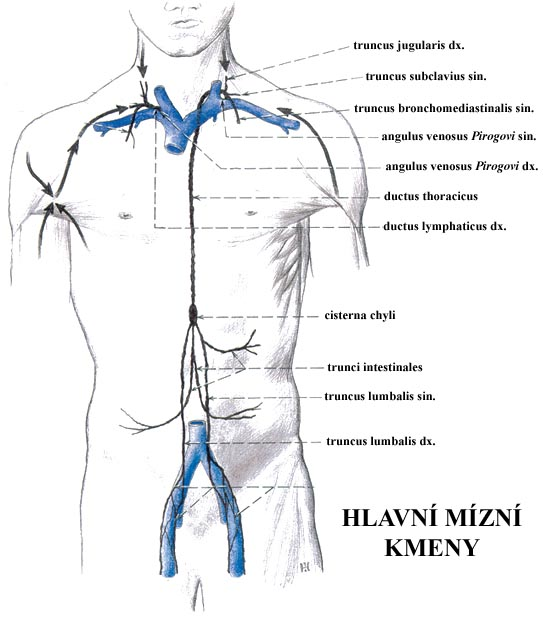 truncus jugularis dx.
truncus subclavius sin.
truncus bronchomediastinalis sin.
angulus venosus Pirogovi sin.
angulus venosus Pirogovi dx.
ductus thoracicus
ductus lymphaticus dx.
cisterna chyli
trunci intestinales
truncus lumbalis sin.
truncus lumbalis dx.
HLAVNÍ MÍZNÍ
KMENY